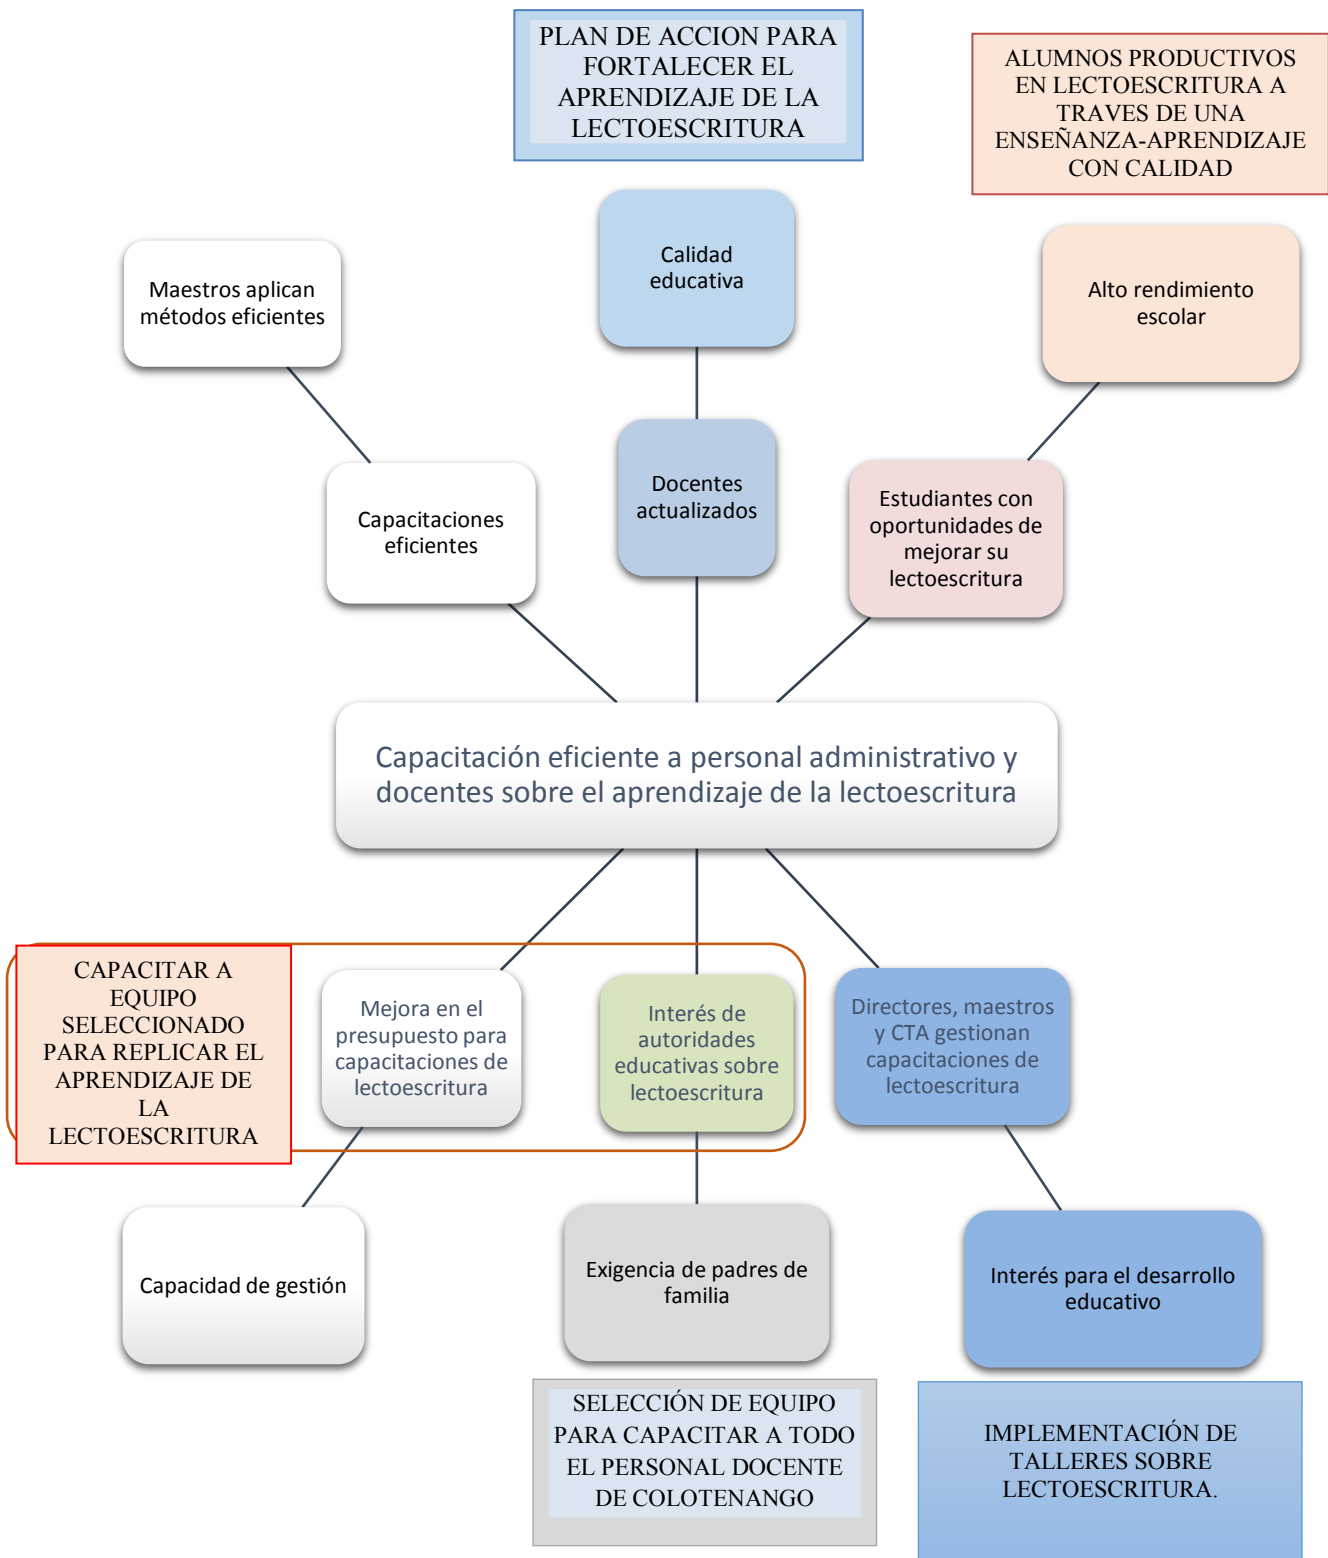 PLAN DE ACCION PARA
FORTALECER EL
APRENDIZAJE DE LA
LECTOESCRITURA
ALUMNOS PRODUCTIVOS
EN LECTOESCRITURA A
TRAVES DE UNA
ENSEÑANZA-APRENDIZAJE
CON CALIDAD
Maestros aplican
métodos eficientes
Calidad
educativa
Alto rendimiento
escolar
Capacitaciones
eficientes
Docentes
actualizados
Estudiantes con
oportunidades de
mejorar su
lectoescritura
Capacitación eficiente a personal administrativo y
docentes sobre el aprendizaje de la lectoescritura
CAPACITAR A
EQUIPO
SELECCIONADO
PARA REPLICAR EL
APRENDIZAJE DE
LA
LECTOESCRITURA
Mejora en el
presupuesto para
capacitaciones de
lectoescritura
Interés de
autoridades
educativas sobre
lectoescritura
Directores, maestros
y CTA gestionan
capacitaciones de
lectoescritura
Capacidad de gestión
Exigencia de padres de
familia
Interés para el desarrollo
educativo
SELECCIÓN DE EQUIPO
PARA CAPACITAR A TODO
EL PERSONAL DOCENTE
DE COLOTENANGO
IMPLEMENTACIÓN DE
TALLERES SOBRE
LECTOESCRITURA.